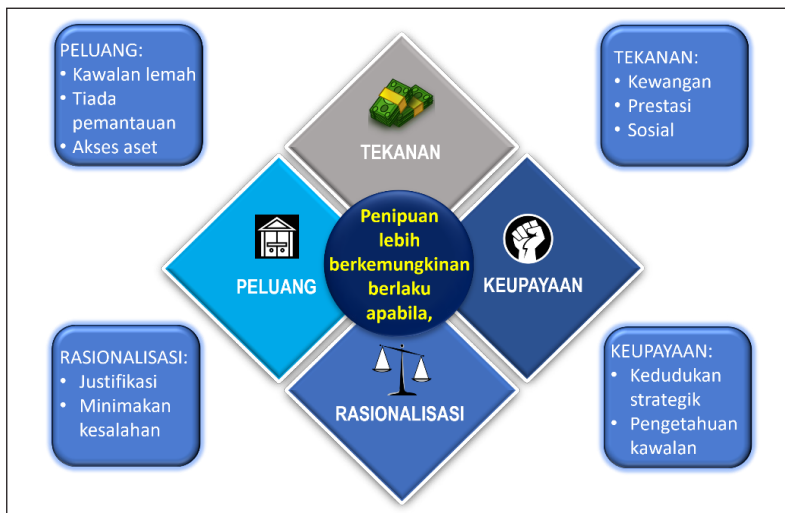 PELUANG:
• Kawalan lemah
• Tiada
pemantauan
• Akses aset
TEKANAN:
• Kewangan
• Prestasi
• Sosial
TEKANAN
PELUANG
Penipuan
lebih
berkemungkinan
berlaku
apabila,
KEUPAYAAN
RASIONALISASI
RASIONALISASI:
• Justifikasi
• Minimakan
kesalahan
KEUPAYAAN:
• Kedudukan
strategik
• Pengetahuan
kawalan